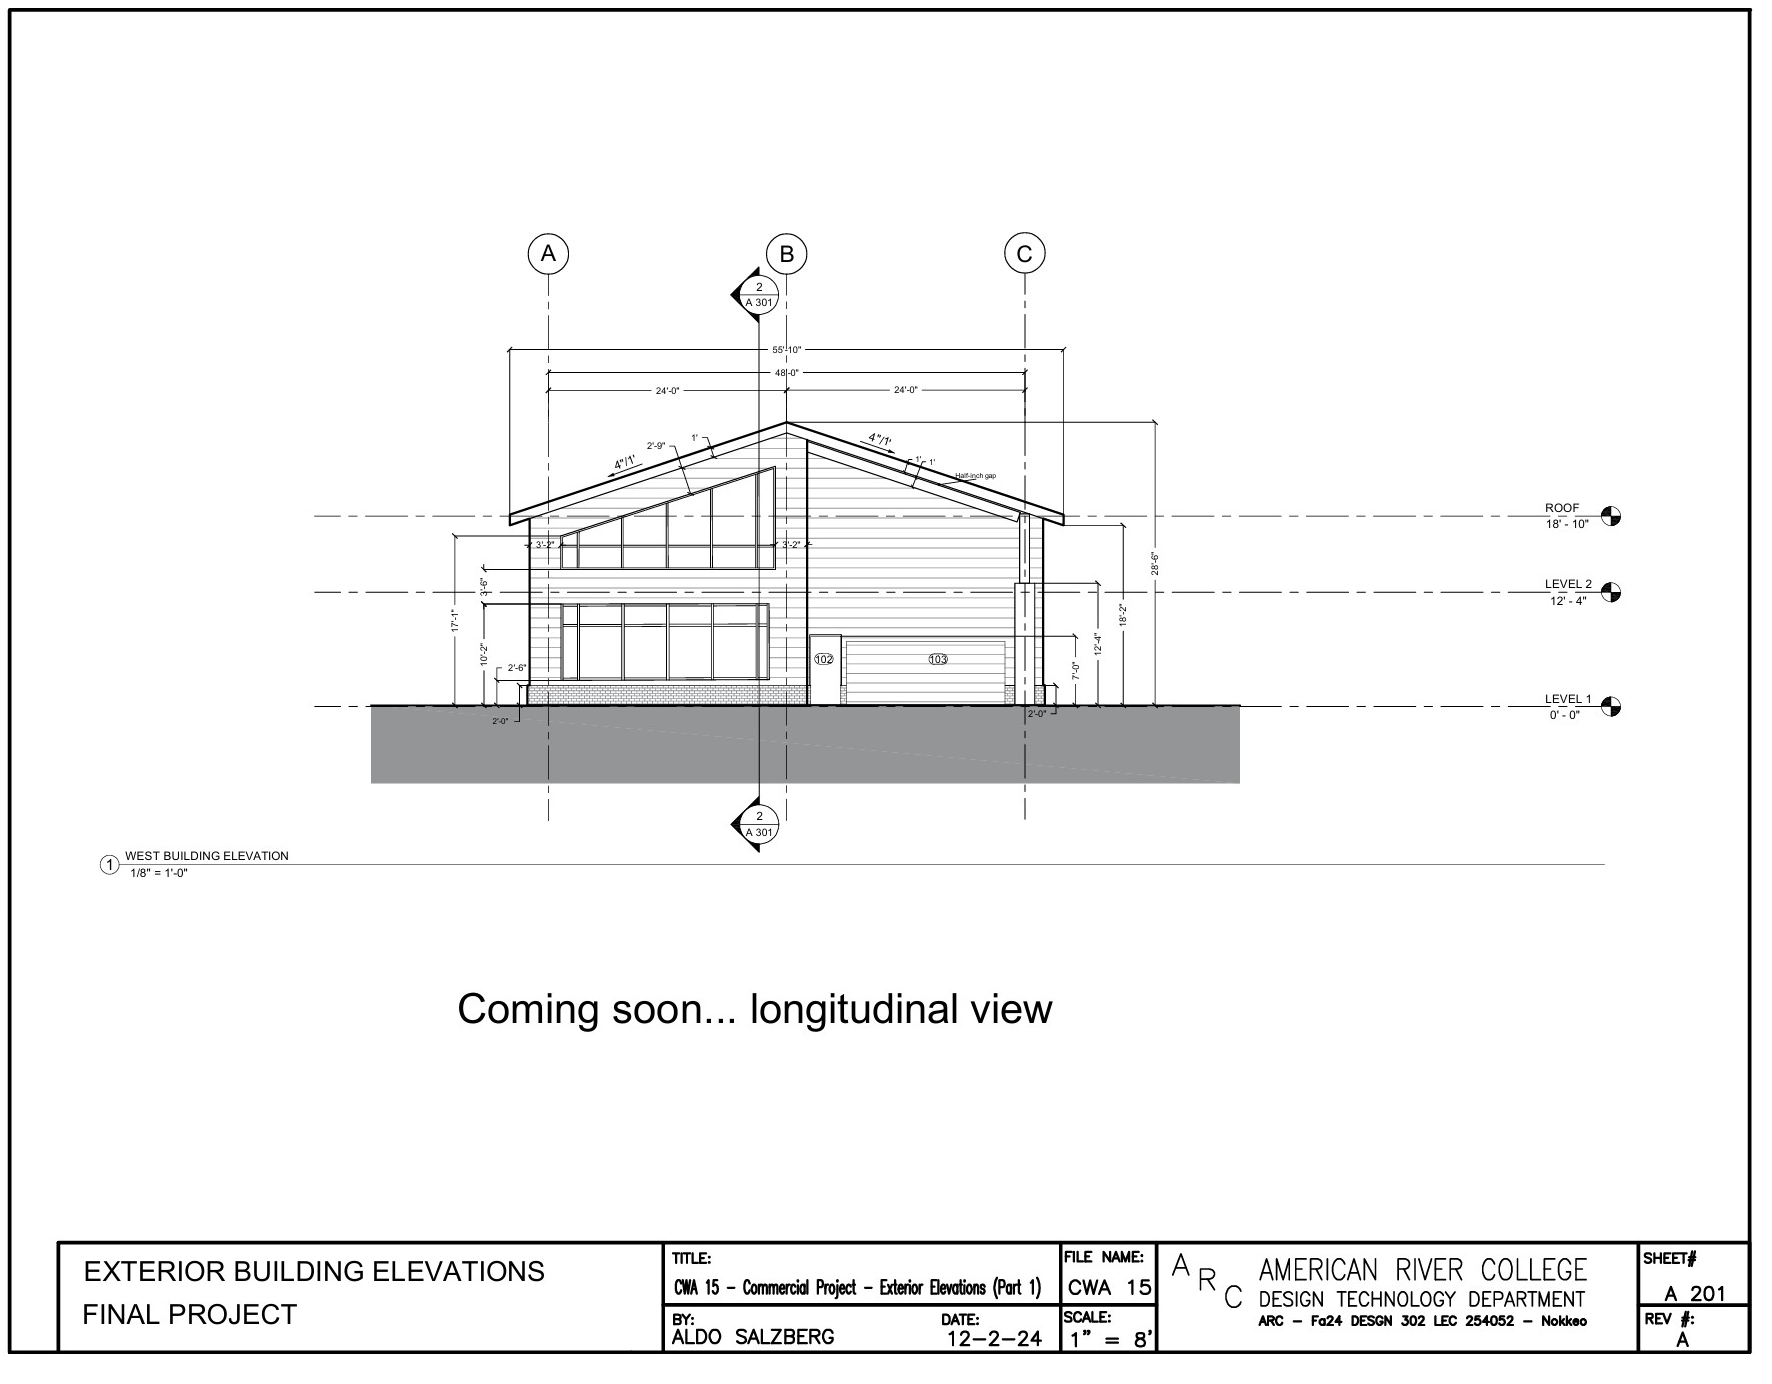 A
B
C
2
A 301
55'-10"
48'-0"
24'-0"
24'-0"
4"/1'
2'-9"
1'
4"/1'
1'
1'
Half-inch gap
ROOF
18' - 10"
3'-2"
3'-2"
28'-6"
3'-6"
LEVEL 2
12' - 4"
17'-1"
18'-2"
10'-2"
12'-4"
2'-6"
102
103
7'-0"
LEVEL 1
0' - 0"
2'-0"
2'-0"
2
A 301
1
WEST BUILDING ELEVATION
1/8" = 1'-0"
Coming soon... longitudinal view
EXTERIOR BUILDING ELEVATIONS
FINAL PROJECT
TITLE:
CWA 15 - Commercial Project - Exterior Elevations (Part 1)
BY:
ALDO SALZBERG
DATE:
12-2-24
FILE NAME:
CWA 15
SCALE:
1" = 8'
ARC
AMERICAN RIVER COLLEGE
DESIGN TECHNOLOGY DEPARTMENT
ARC - Fa24 DESGN 302 LEC 254052 - Nokkeo
SHEET#
A 201
REV #:
A